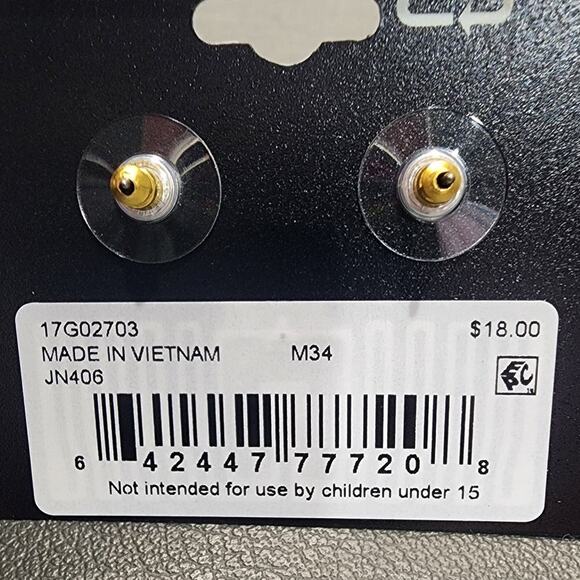 17G02703 $18.00
MADE IN VIETNAM M34
JN406
6 42447 77720 8
Not intended for use by children under 15